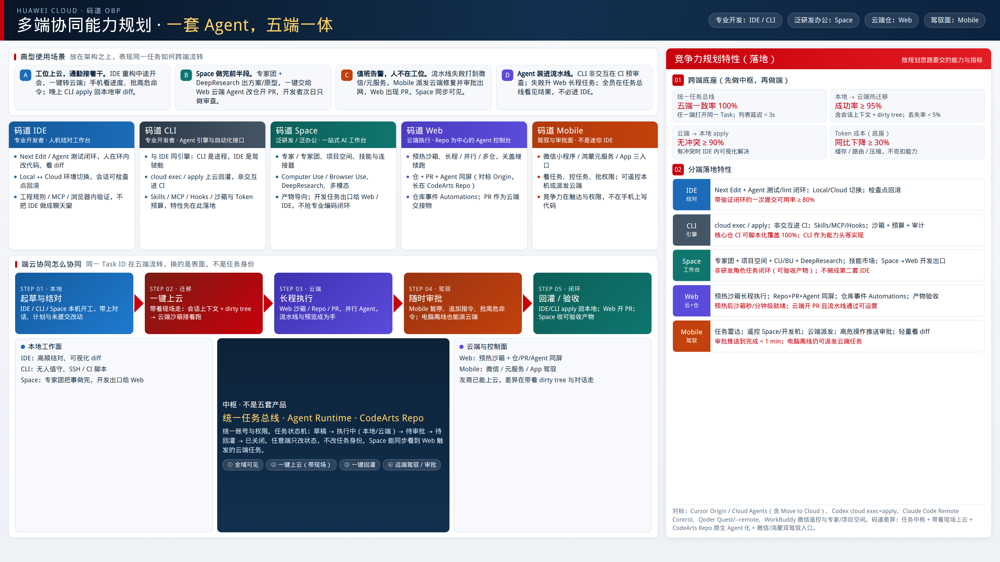 HUAWEI CLOUD · 码道 OBP
多端协同能力规划 · 一套 Agent，五端一体
专业开发：IDE / CLI
泛研发办公：Space
云端仓：Web
驾驭面：Mobile
典型使用场景 放在架构之上，表现同一任务如何跨端流转
A
工位上云，通勤接着干。IDE 重构中途开
会，一键转云端；手机看进度、批高危命
令；晚上 CLI apply 回本地审 diff。
B
Space 做完前半段。专家团 +
DeepResearch 出方案/原型，一键交给
Web 云端 Agent 改仓开 PR，开发者次日只
做审查。
C
值班告警，人不在工位。流水线失败打到微
信/元服务，Mobile 派发云端修复并审批出
网，Web 出现 PR，Space 同步可见。
D
Agent 装进流水线。CLI 非交互在 CI 预审
查；失败升 Web 长程任务；全员在任务总
线看见结果，不必进 IDE。
码道 IDE
专业开发者 · 人机结对工作台
Next Edit / Agent 测试闭环，人在环内
改代码、看 diff
Local ↔ Cloud 环境切换，会话可检查
点回滚
工程规则 / MCP / 浏览器内验证，不
把 IDE 做成聊天窗
码道 CLI
专业开发者 · Agent 引擎与自动化接口
与 IDE 同引擎：CLI 是进程，IDE 是驾
驶舱
cloud exec / apply 上云回灌，非交互
进 CI
Skills / MCP / Hooks / 沙箱与 Token
预算，特性先在此落地
码道 Space
泛研发 / 泛办公 · 一站式 AI 工作台
专家 / 专家团、项目空间、技能与连
接器
Computer Use / Browser Use、
DeepResearch、多模态
产物导向；开发任务出口给 Web /
IDE，不抢专业编码闭环
码道 Web
云端执行 · Repo 为中心的 Agent 控制台
预热沙箱、长程 / 并行 / 多仓，关盖继
续跑
仓 + PR + Agent 同屏（对标 Origin，
长在 CodeArts Repo）
仓库事件 Automations；PR 作为云端
交接物
码道 Mobile
驾驭与审批面 · 不是迷你 IDE
微信小程序 / 鸿蒙元服务 / App 三入
口
看任务、控任务、批权限；可遥控本
机或派发云端
竞争力在触达与权限，不在手机上写
代码
端云协同怎么协同 同一 Task ID 在五端流转，换的是表面，不是任务身份
STEP 01 · 本地
起草与结对
IDE / CLI / Space 本机开工，带上对
话、计划与未提交改动
STEP 02 · 迁移
一键上云
带着现场走：会话上下文 + dirty tree
→ 云端沙箱接着跑
STEP 03 · 云端
长程执行
Web 沙箱 / Repo / PR，并行 Agent，
流水线与预览成为手
STEP 04 · 驾驭
随时审批
Mobile 暂停、追加指令、批高危命
令；电脑离线也能派云端
STEP 05 · 闭环
回灌 / 验收
IDE/CLI apply 回本地；Web 开 PR；
Space 收可验收产物
本地工作面
IDE：高频结对、可视化 diff
CLI：无人值守、SSH / CI 脚本
Space：专家团把事做完，开发出口给 Web
中枢 · 不是五套产品
统一任务总线 · Agent Runtime · CodeArts Repo
统一账号与权限。任务状态机：草稿 → 执行中（本地/云端）→ 待审批 → 待
回灌 → 已关闭。任意端只改状态，不改任务身份。Space 能同步看到 Web 触
发的云端任务。
① 全域可见
② 一键上云（带现场）
③ 一键回灌
④ 远端驾驭 / 审批
云端与控制面
Web：预热沙箱 + 仓/PR/Agent 同屏
Mobile：微信 / 元服务 / App 驾驭
友商已能上云，差异在带着 dirty tree 与对话走
竞争力规划特性（落地） 按规划思路要交的能力与指标
01 跨端底座（先做中枢，再做端）
统一任务总线
五端一致率 100%
任一端打开同一 Task；列表延迟 < 3s
本地 → 云端热迁移
成功率 ≥ 95%
含会话上下文 + dirty tree；丢失率 < 5%
云端 → 本地 apply
无冲突 ≥ 90%
有冲突时 IDE 内可视化解决
Token 成本（底座）
同比下降 ≥ 30%
缓存 / 路由 / 压缩，不克扣能力
02 分端落地特性
IDE
结对
Next Edit + Agent 测试/lint 闭环；Local/Cloud 切换；检查点回滚
带验证闭环的一次提交可用率 ≥ 80%
CLI
引擎
cloud exec / apply；非交互进 CI；Skills/MCP/Hooks；沙箱 + 预算 + 审计
核心仓 CI 可脚本化覆盖 100%；CLI 作为能力头等实现
Space
工作台
专家团 + 项目空间 + CU/BU + DeepResearch；技能市场；Space→Web 开发出口
非研发角色任务闭环（可验收产物）；不做成第二套 IDE
Web
云+仓
预热沙箱长程执行；Repo+PR+Agent 同屏；仓库事件 Automations；产物验收
预热后沙箱秒/分钟级就绪；云端开 PR 且流水线通过可运营
Mobile
驾驭
任务雷达；遥控 Space/开发机；云端派发；高危操作推送审批；轻量看 diff
审批推送到完成 < 1 min；电脑离线仍可派发云端任务
对标：Cursor Origin / Cloud Agents（含 Move to Cloud）、Codex cloud exec+apply、Claude Code Remote
Control、Qoder Quest/--remote、WorkBuddy 微信遥控与专家/项目空间。码道差异：任务中枢 + 带着现场上云 +
CodeArts Repo 原生 Agent 化 + 微信/鸿蒙双驾驭入口。